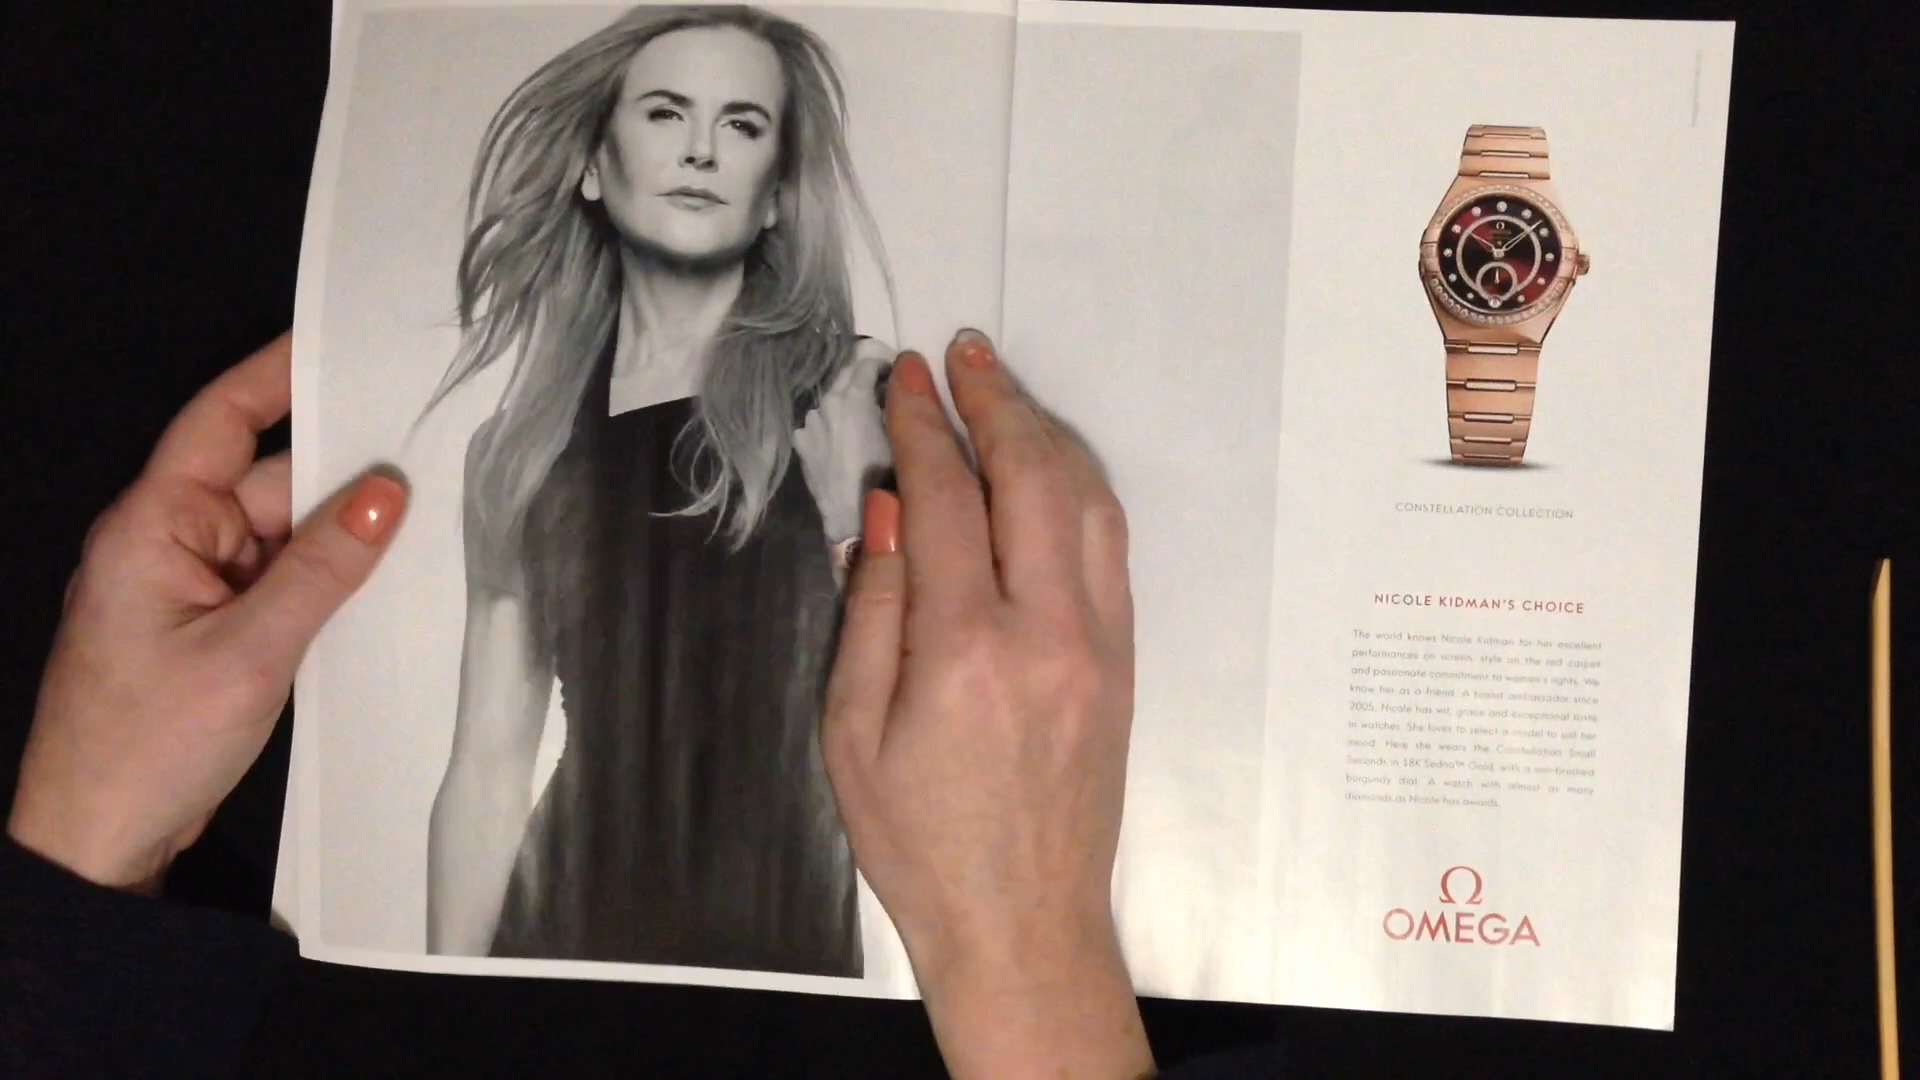 CONSTELLATION COLLECTION
NICOLE KIDMAN'S CHOICE
The world knows Nicole Kidman for her excellent
performances on screen, style on the red carpet
and passionate commitment to women's rights. We
know her as a friend. A brand ambassador since
2005, Nicole has wit, grace and exceptional taste
in watches. She loves to select a model to suit her
mood. Here she wears the Constellation Small
Seconds in 18K Sedna™ Gold, with a sun-brushed
burgundy dial. A watch with almost as many
diamonds as Nicole has awards.
Ω
OMEGA